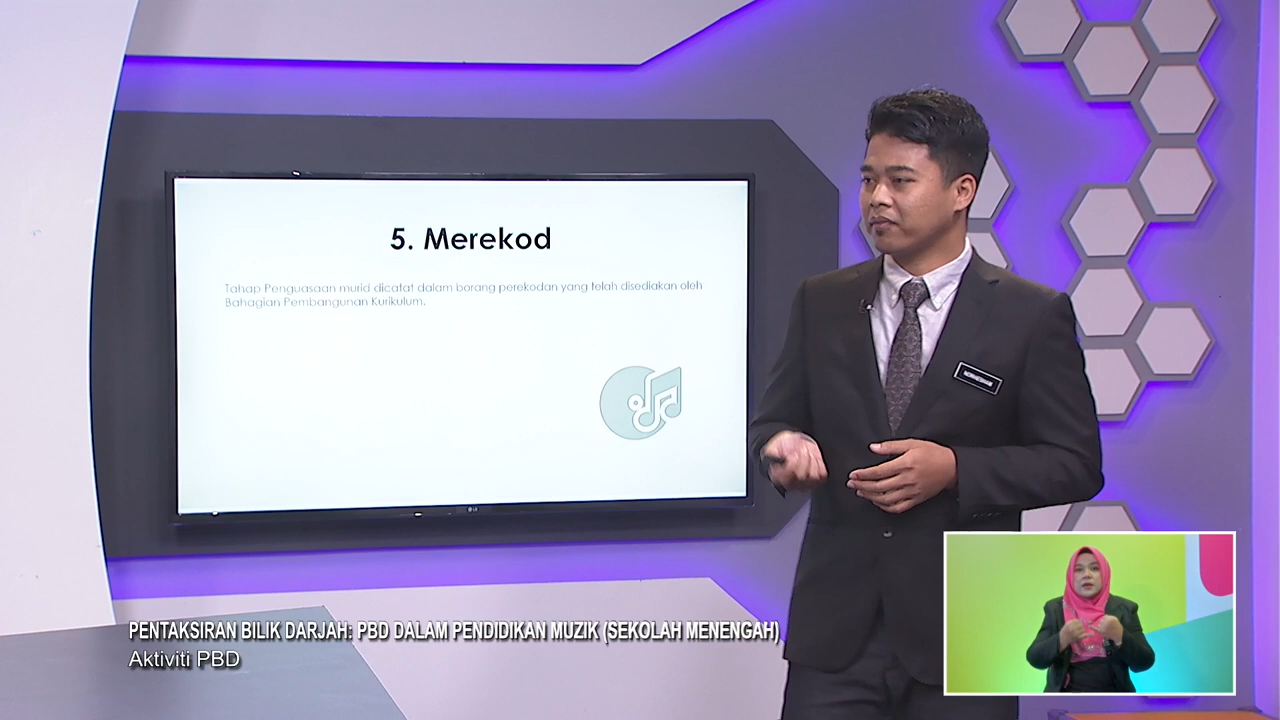 5. Merekod
Tahap Penguasaan murid dicatat dalam borang perekodan yang telah disediakan oleh
Bahagian Pembangunan Kurikulum.
LG
PENTAKSIRAN BILIK DARJAH: PBD DALAM PENDIDIKAN MUZIK (SEKOLAH MENENGAH)
Aktiviti PBD